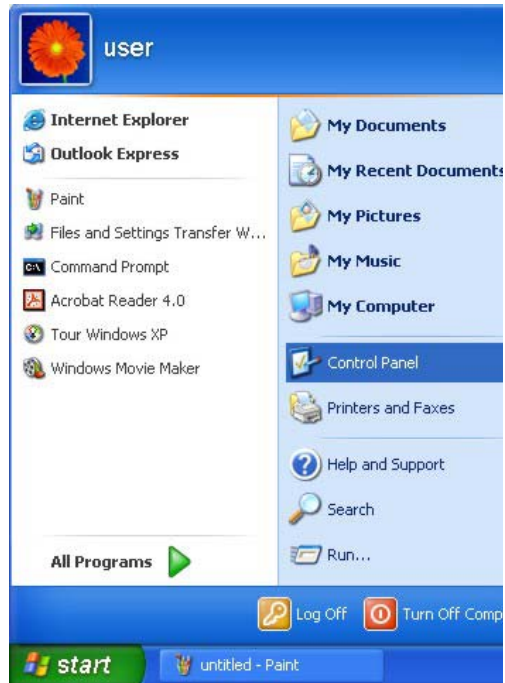 user
Internet Explorer
Outlook Express
Paint
Files and Settings Transfer W...
Command Prompt
Acrobat Reader 4.0
Tour Windows XP
Windows Movie Maker
All Programs
My Documents
My Recent Documents
My Pictures
My Music
My Computer
Control Panel
Printers and Faxes
Help and Support
Search
Run...
Log Off
Turn Off Comp
start
untitled - Paint